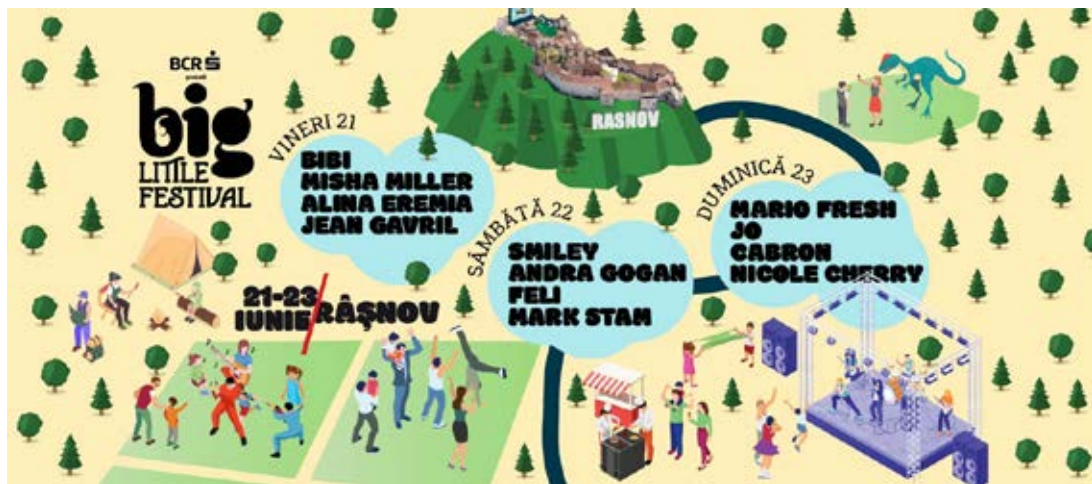 BCR
prezintă
big
LITTLE
FESTIVAL
VINERI 21
BIBI
MISHA MILLER
ALINA EREMIA
JEAN GAVRIL
RASNOV
SÂMBĂTĂ 22
SMILEY
ANDRA GOGAN
FELI
MARK STAM
DUMINICĂ 23
MARIO FRESH
JO
CABRON
NICOLE CHERRY
21-23
IUNIE/RÂȘNOV